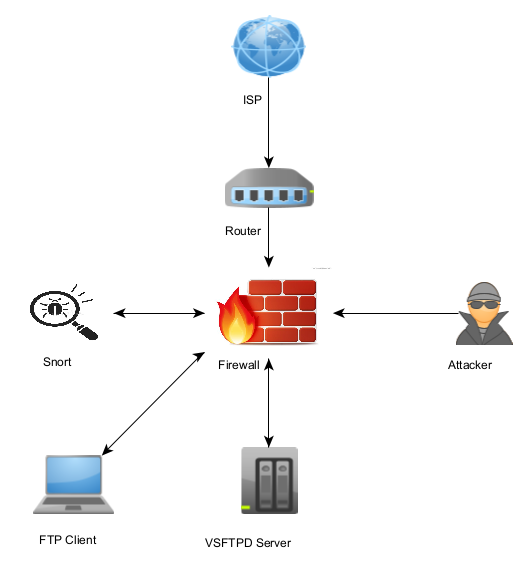 ISP
Router
Snort
Firewall
Attacker
FTP Client
VSFTPD Server